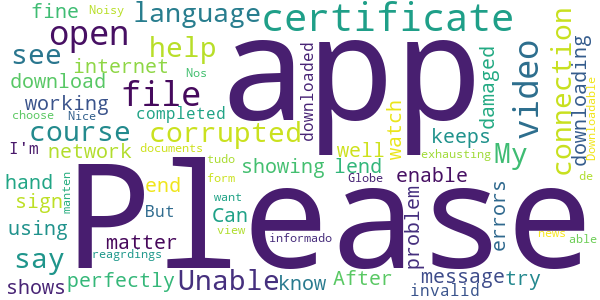 Noisy
fine
language
certificate
open
help
see
internet
Nos
download
file
app
downloaded
damaged
video
connection
downloading
working
completed
choose
Nice
course
corrupted
watch
keeps
I'm
network
documents
tudo
showing lend
well
exhausting
My
Downloadable
hand
manten
end
form
Globe
enable
de
sign
But
Can
want
Please
problem
errors
using
view
informado
news
able
say
matter
reagrdings
Unable
know
After
message
try
shows
perfectly
invalid